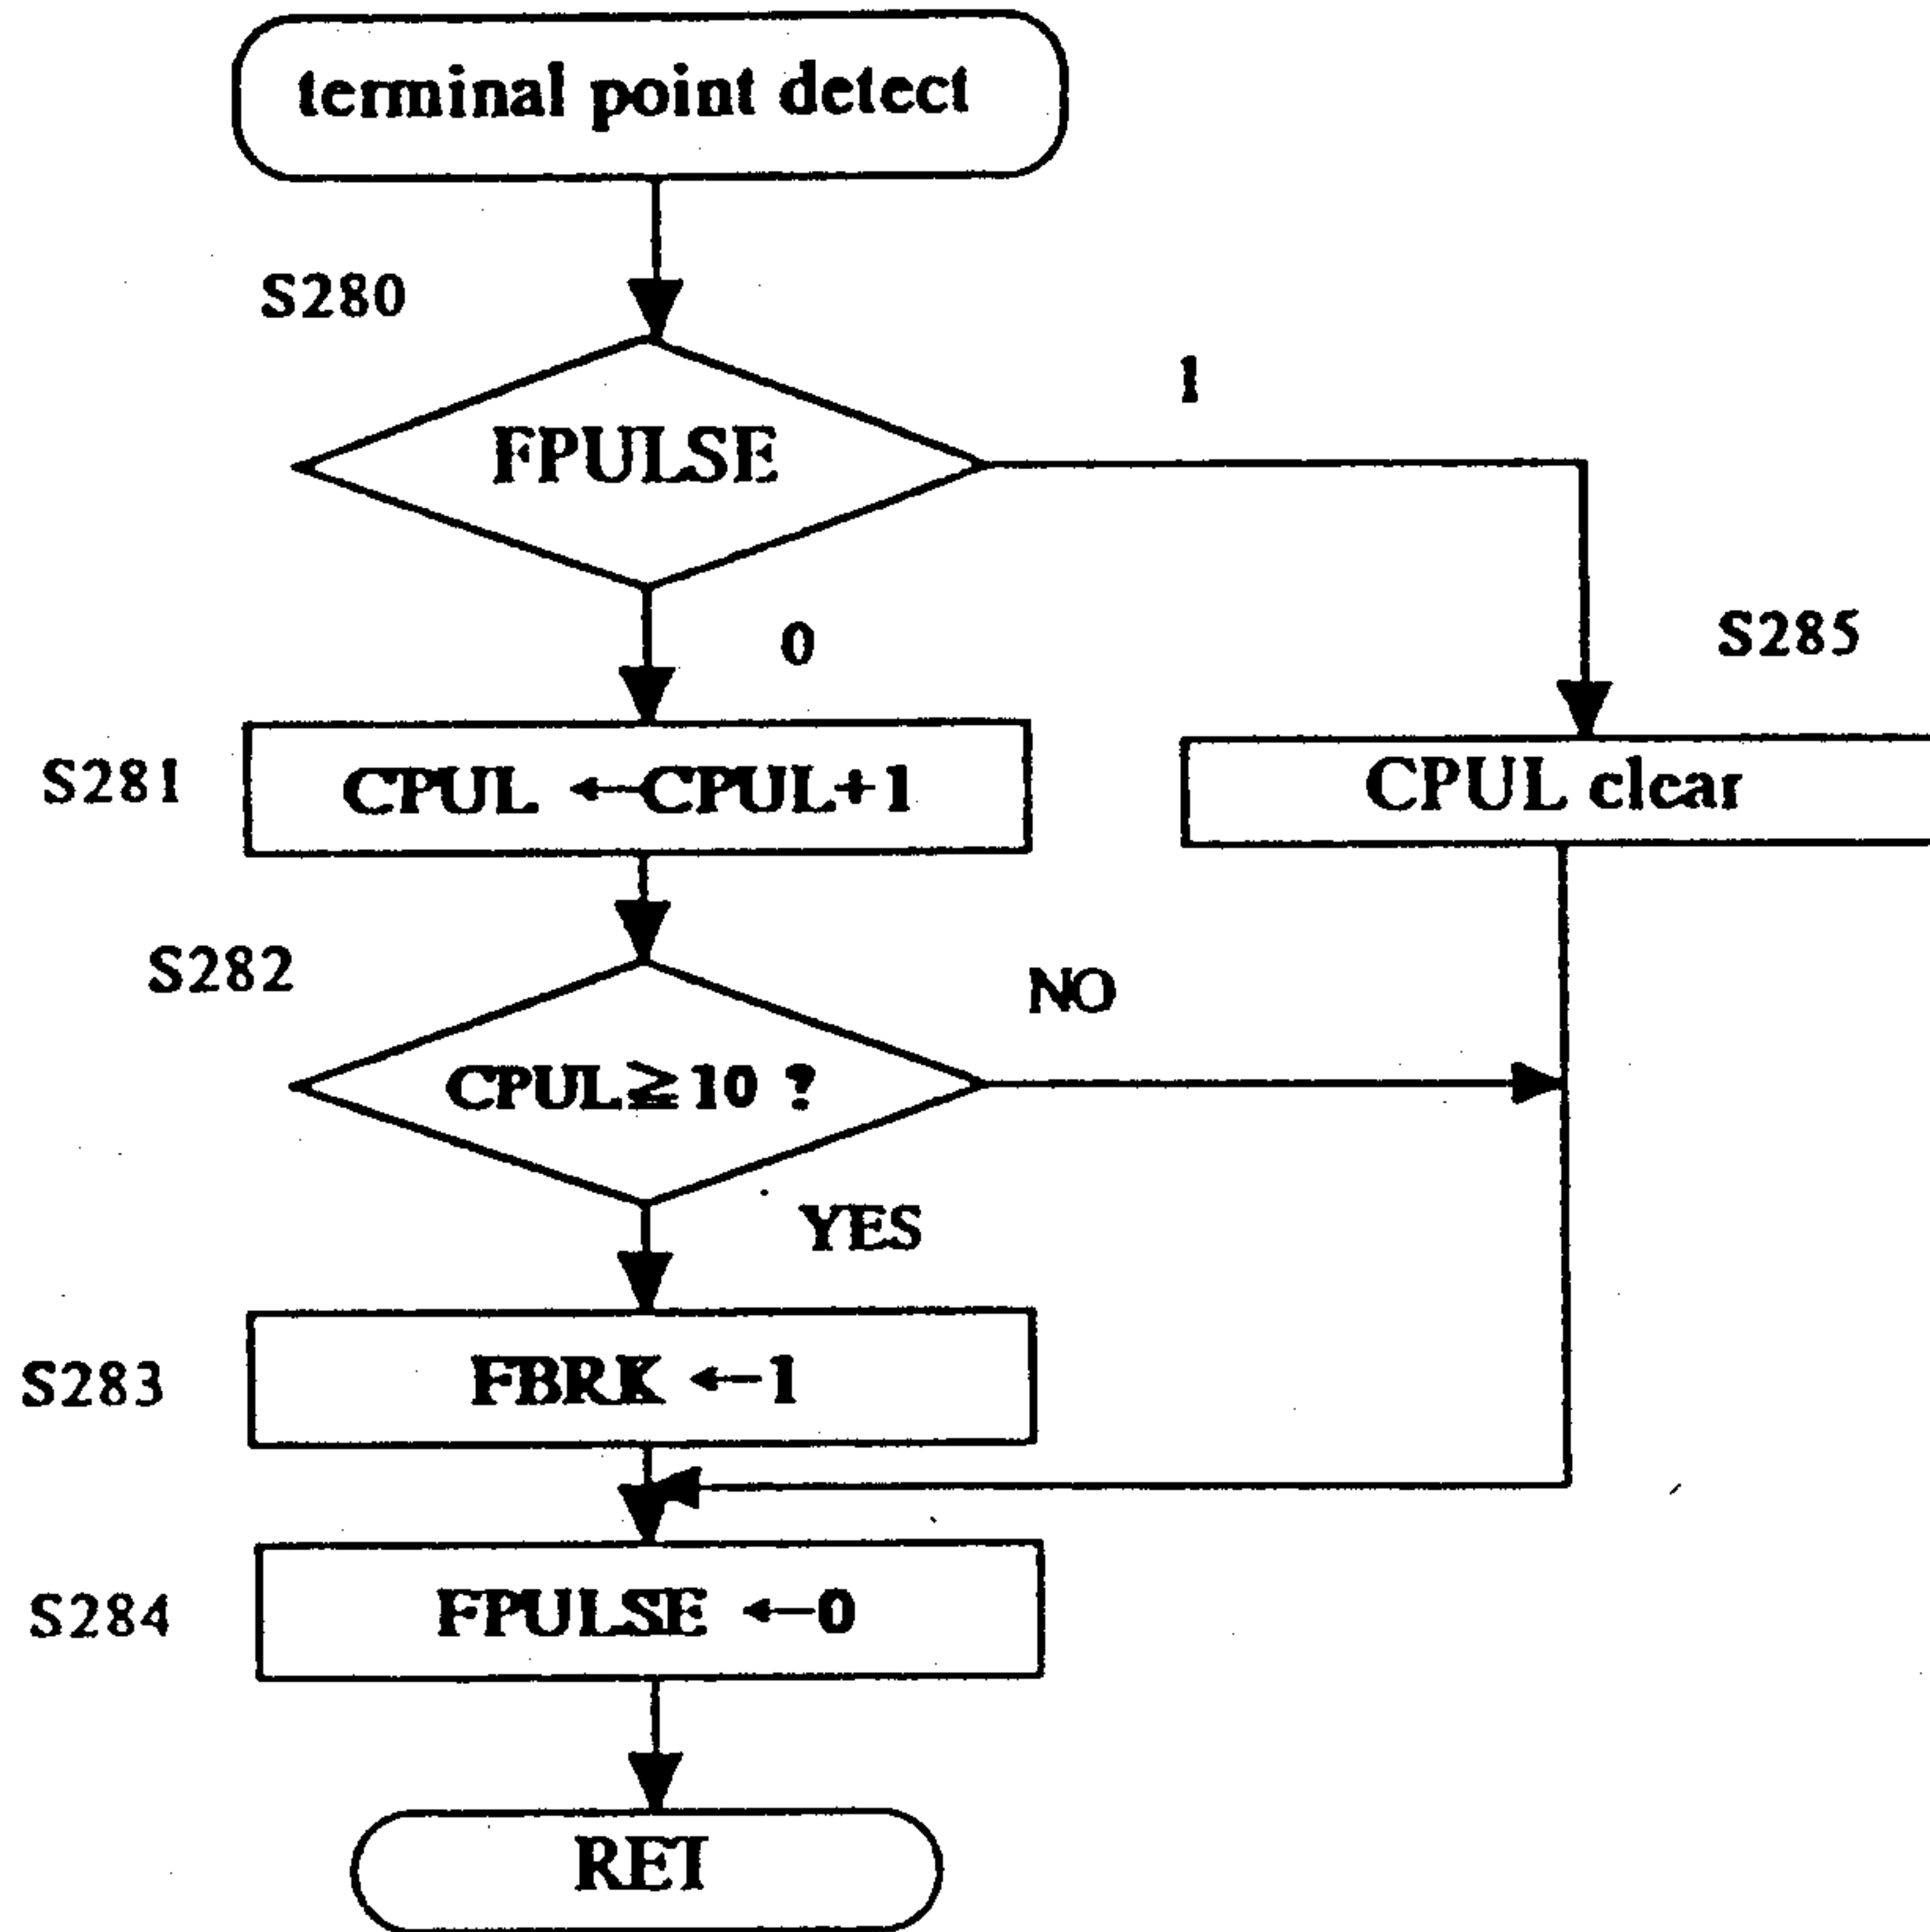 terminal point detect
S280
FPULSE
1
0
S285
S281
CPUL ←CPUL+1
CPUL clear
S282
NO
CPUL≧10 ?
YES
S283
FBRK ←1
S284
FPULSE ←0
RET